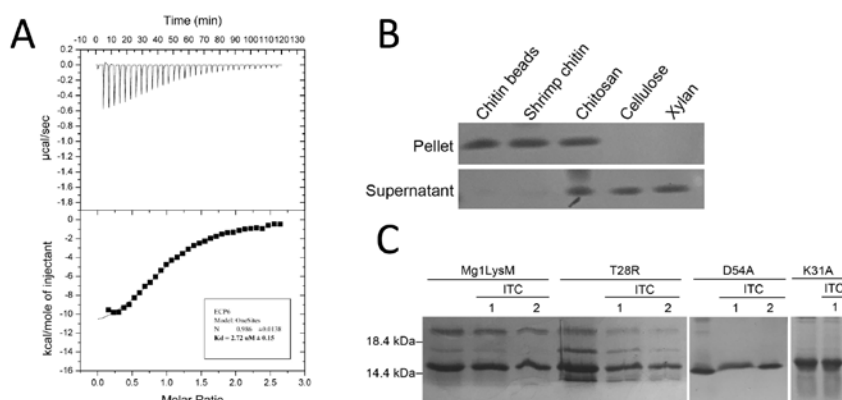 A
Time (min)
-10 0 10 20 30 40 50 60 70 80 90 100 110 120 130
0.2
0.0
-0.2
-0.4
-0.6
-0.8
-1.0
-1.2
-1.4
-1.6
-1.8
µcal/sec
0
-2
-4
-6
-8
-10
-12
-14
-16
kcal/mole of injectant
ECP6
Model: OneSites
N 0.986 ±0.0138
Kd = 2.72 uM ± 0.15
0.0 0.5 1.0 1.5 2.0 2.5 3.0
Molar Ratio
B
Chitin beads
Shrimp chitin
Chitosan
Cellulose
Xylan
Pellet
Supernatant
C
Mg1LysM T28R D54A K31A
ITC ITC ITC ITC
1 2 1 2 1 2 1
18.4 kDa
14.4 kDa